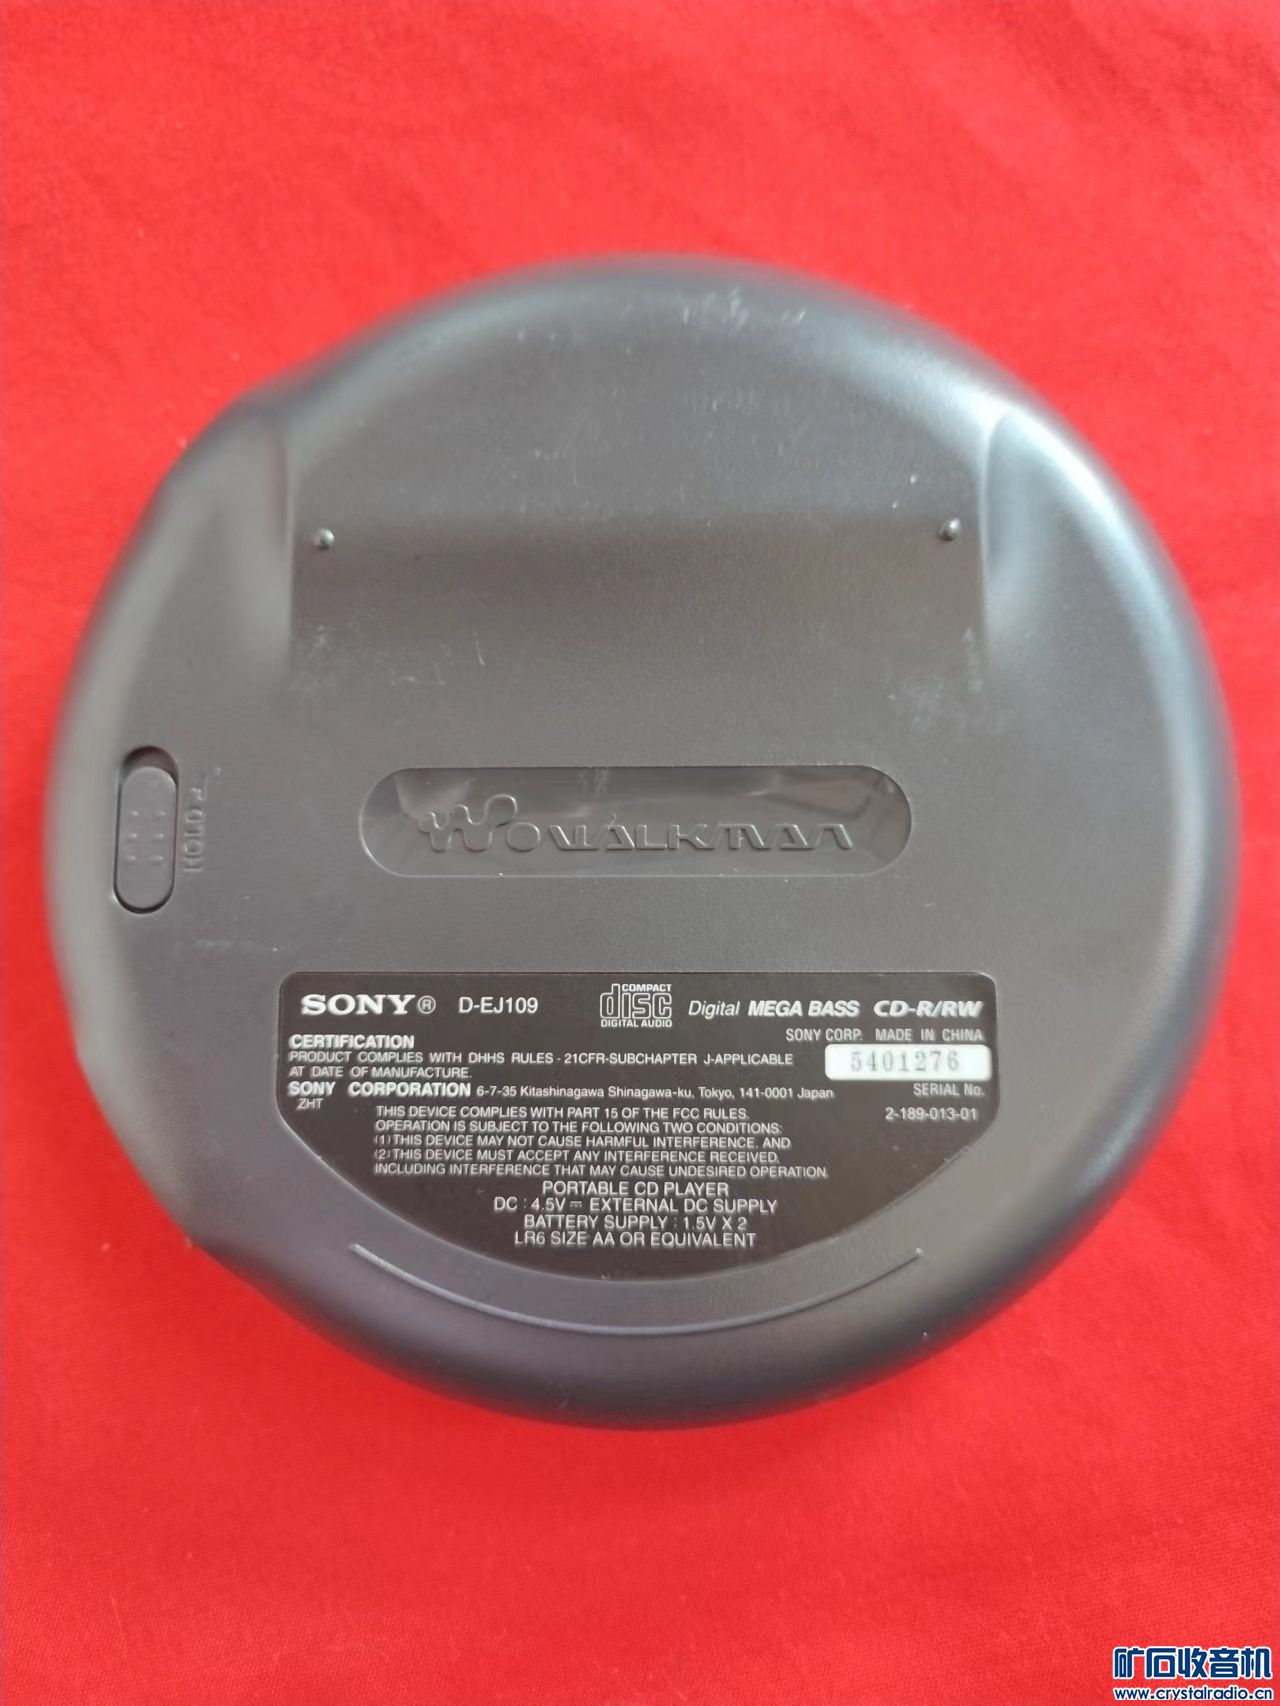 HOLD
WALKMAN
SONY® D-EJ109 COMPACT disc DIGITAL AUDIO Digital MEGA BASS CD-R/RW
SONY CORP. MADE IN CHINA
CERTIFICATION
PRODUCT COMPLIES WITH DHHS RULES - 21CFR-SUBCHAPTER J-APPLICABLE
AT DATE OF MANUFACTURE.
5401276
SONY CORPORATION 6-7-35 Kitashinagawa Shinagawa-ku, Tokyo, 141-0001 Japan
SERIAL No.
ZHT
2-189-013-01
THIS DEVICE COMPLIES WITH PART 15 OF THE FCC RULES.
OPERATION IS SUBJECT TO THE FOLLOWING TWO CONDITIONS:
(1) THIS DEVICE MAY NOT CAUSE HARMFUL INTERFERENCE, AND
(2) THIS DEVICE MUST ACCEPT ANY INTERFERENCE RECEIVED,
INCLUDING INTERFERENCE THAT MAY CAUSE UNDESIRED OPERATION.
PORTABLE CD PLAYER
DC : 4.5V ⎓ EXTERNAL DC SUPPLY
BATTERY SUPPLY : 1.5V X 2
LR6 SIZE AA OR EQUIVALENT
矿石收音机
www.crystalradio.cn